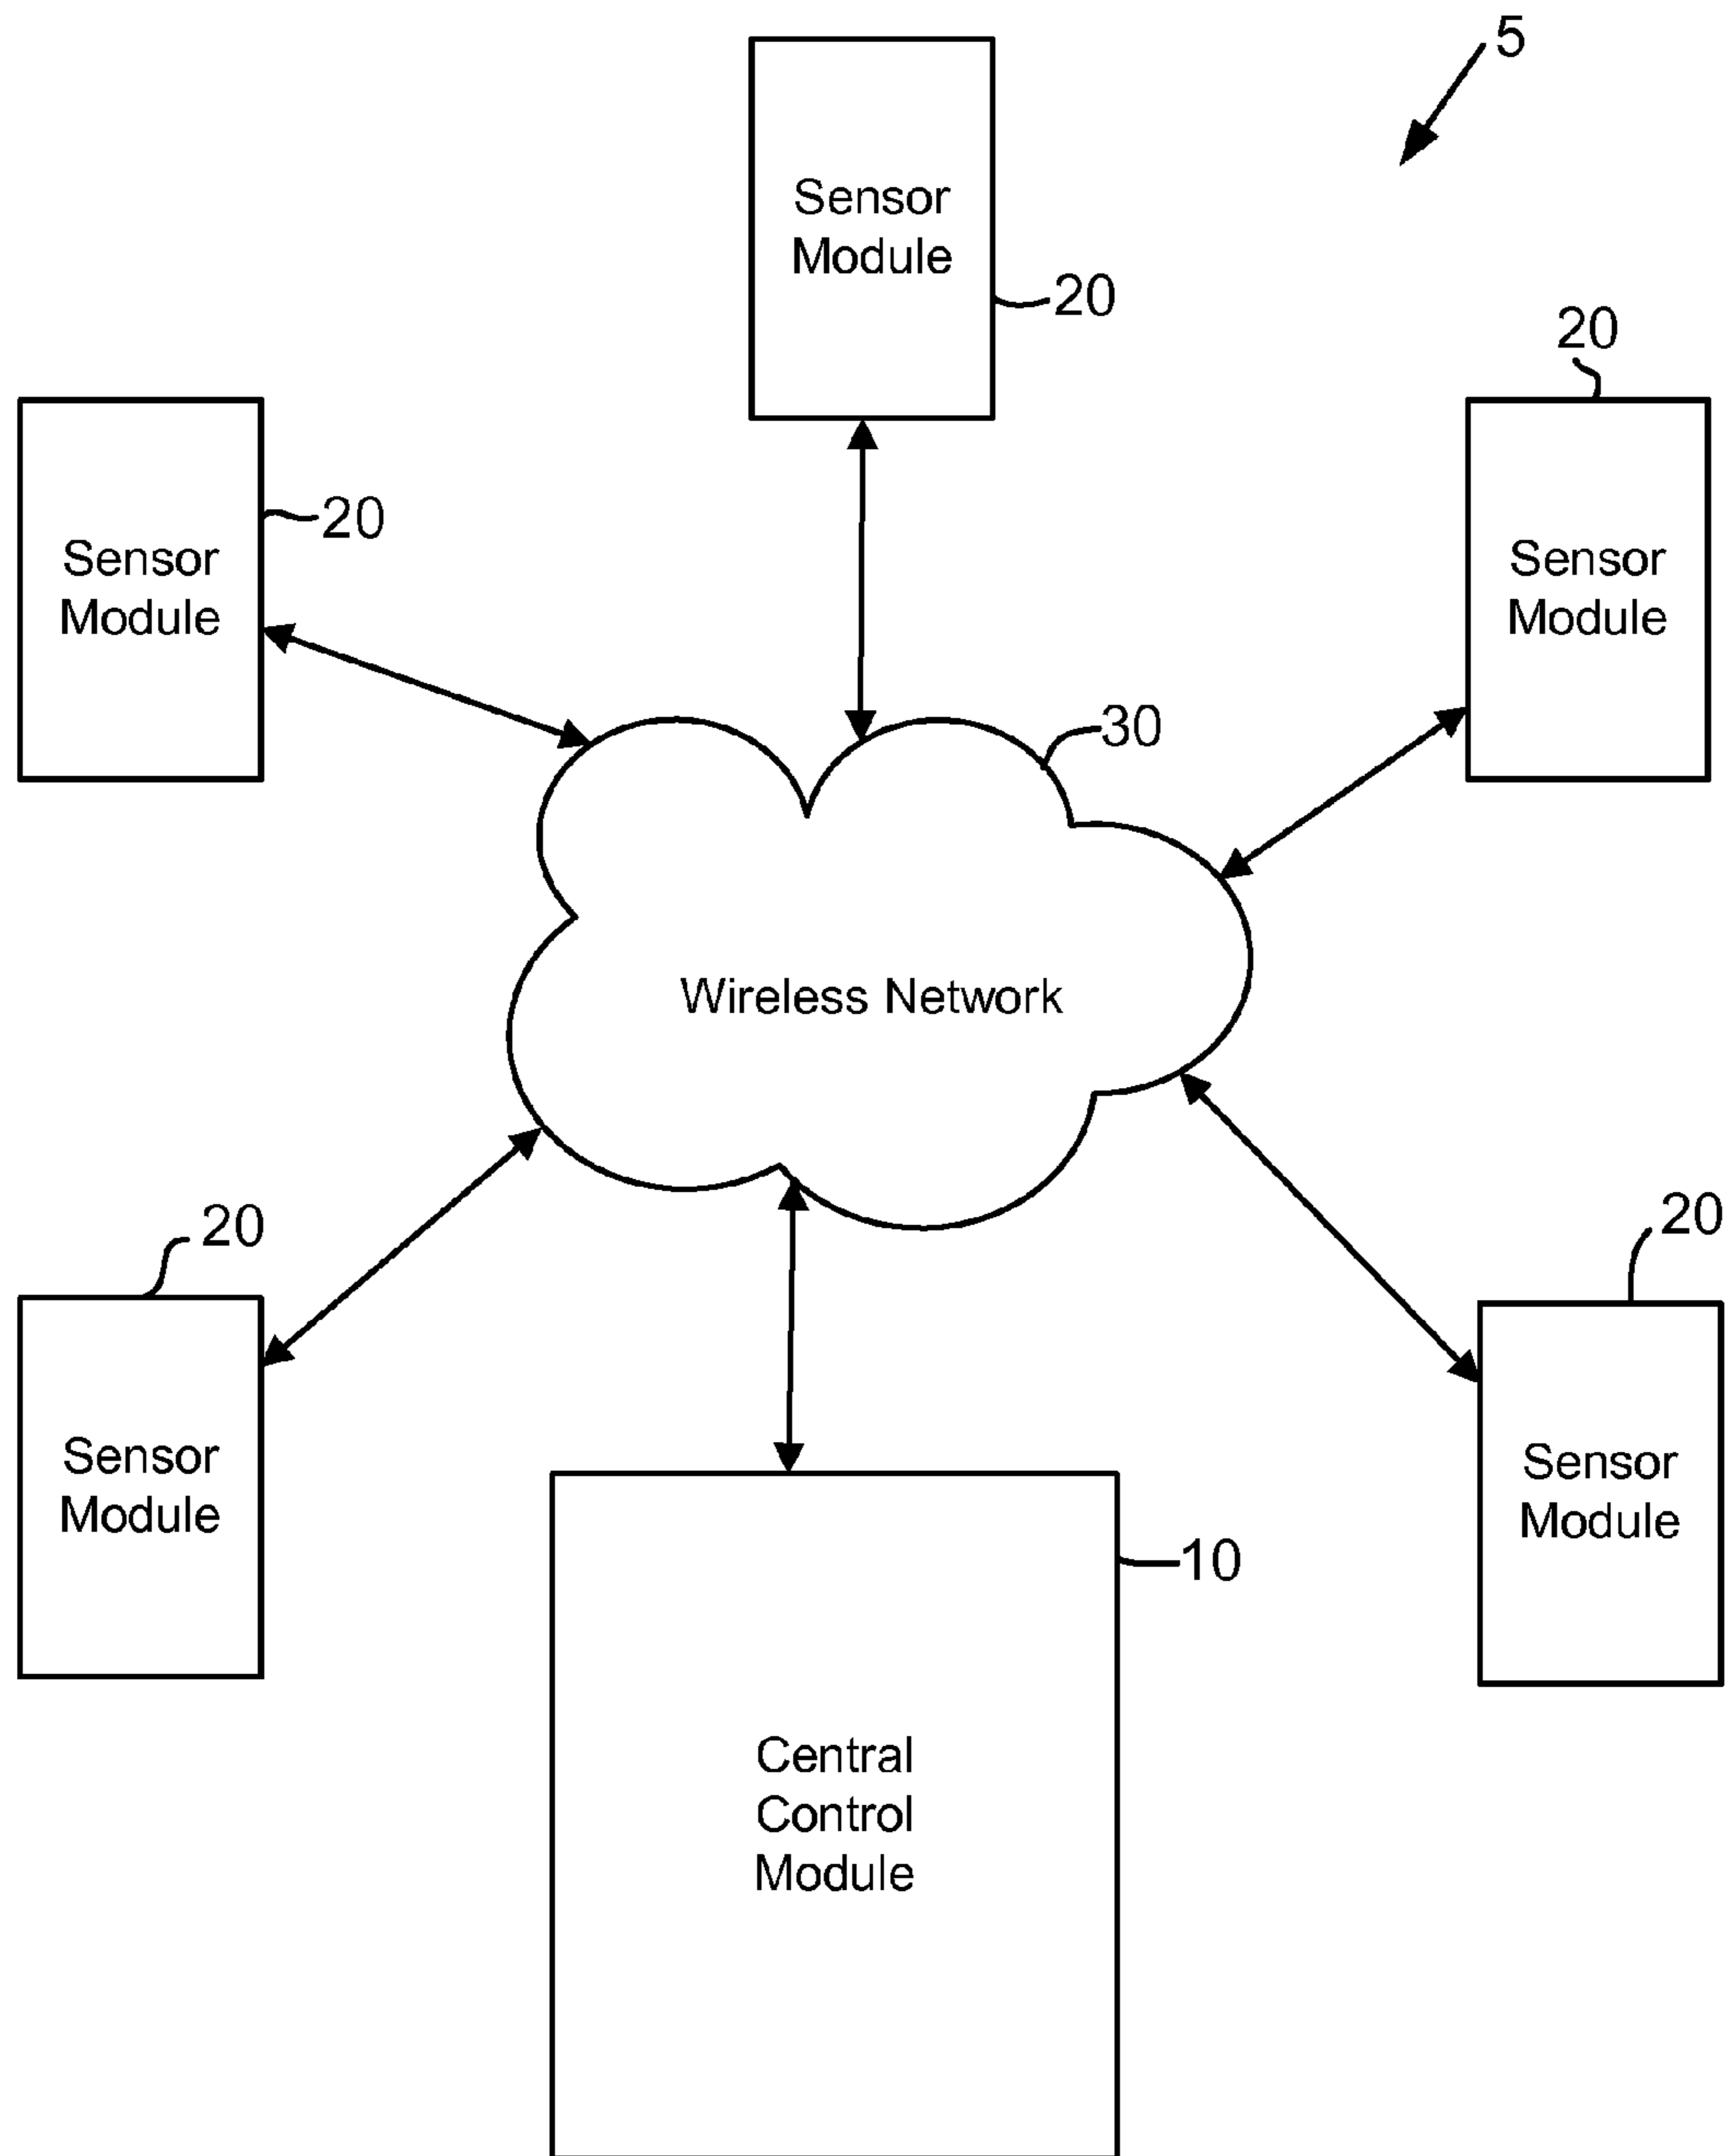 5
Sensor
Module
20
20
Sensor
Module
20
Sensor
Module
30
Wireless Network
20
Sensor
Module
20
Sensor
Module
10
Central
Control
Module